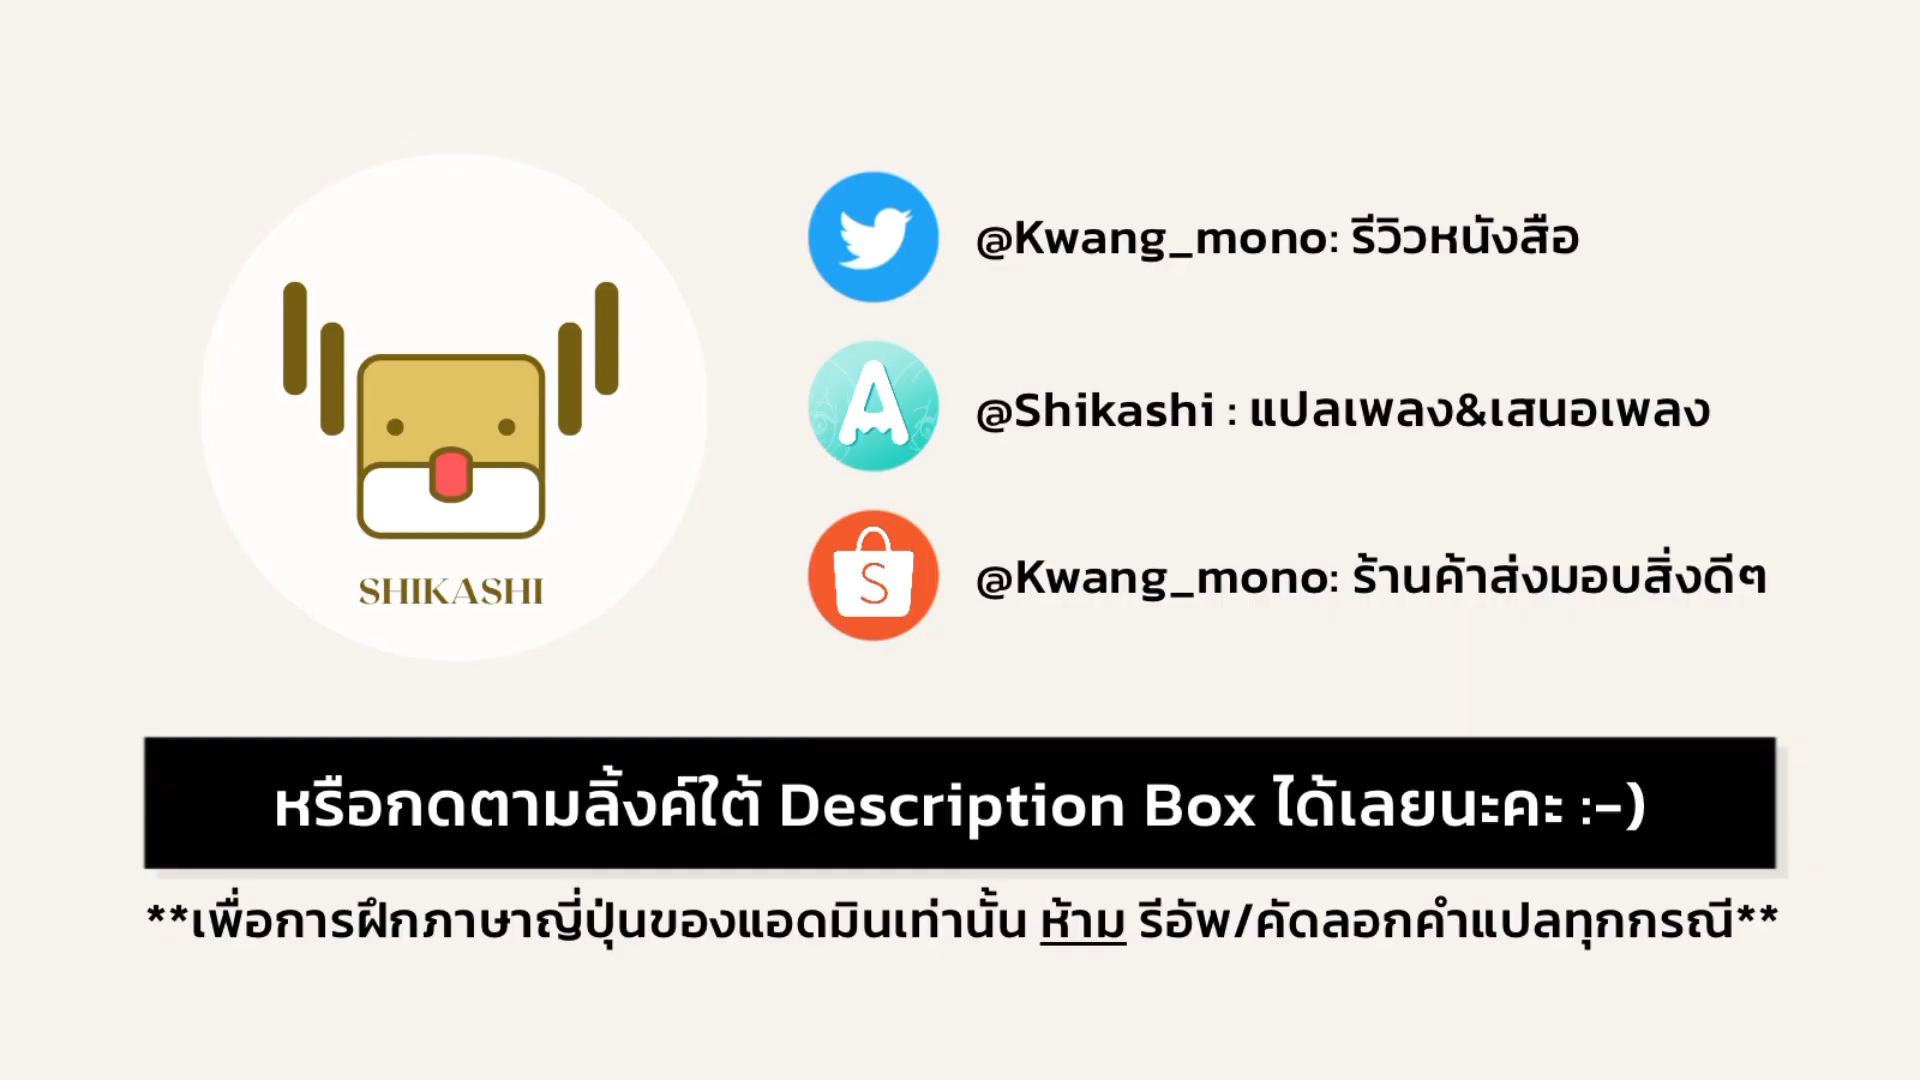 SHIKASHI
@Kwang_mono: รีวิวหนังสือ
A
@Shikashi : แปลเพลง&เสนอเพลง
S
@Kwang_mono: ร้านค้าส่งมอบสิ่งดีๆ
หรือกดตามลิ้งค์ใต้ Description Box ได้เลยนะคะ :-)
**เพื่อการฝึกภาษาญี่ปุ่นของแอดมินเท่านั้น ห้าม รีอัพ/คัดลอกคำแปลทุกกรณี**